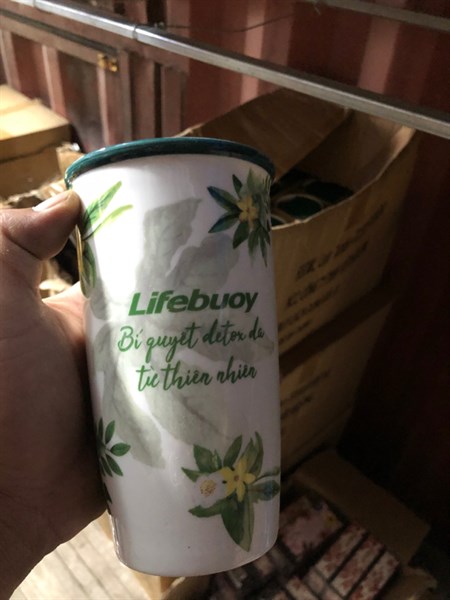 Lifebuoy
Bí quyết detox da
từ thiên nhiên